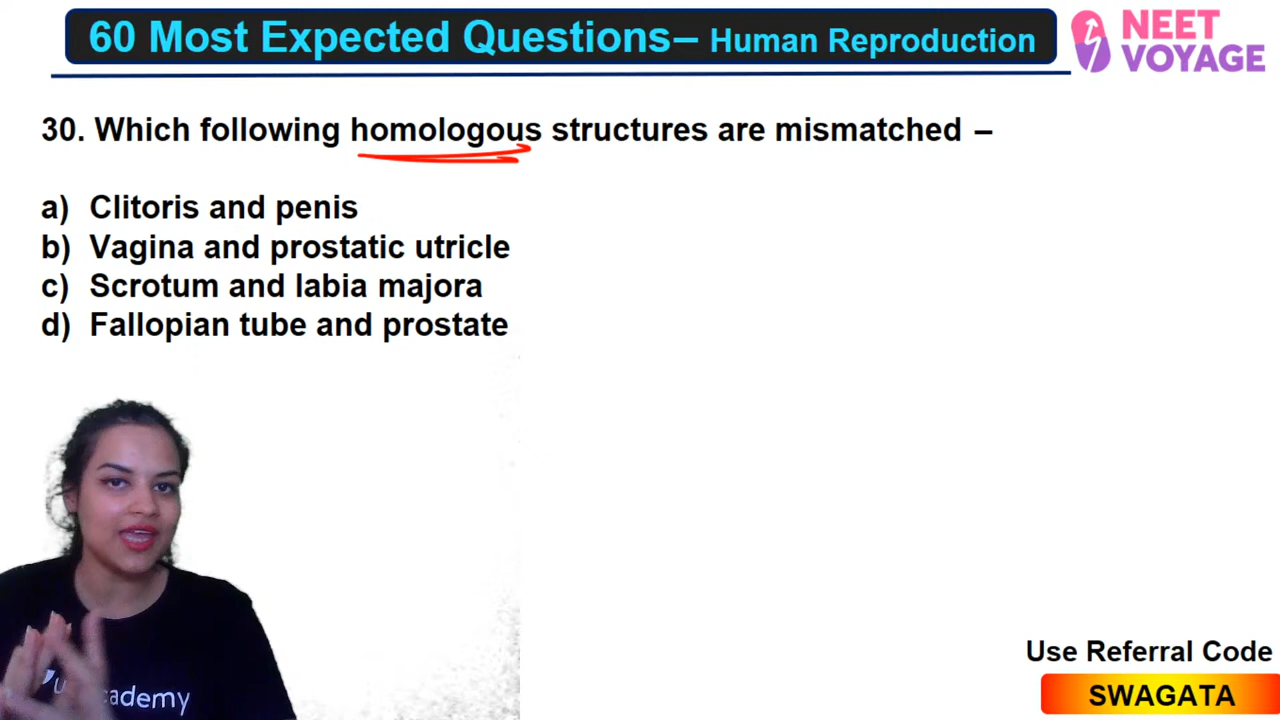 60 Most Expected Questions– Human Reproduction
NEET
VOYAGE
30. Which following homologous structures are mismatched –
a) Clitoris and penis
b) Vagina and prostatic utricle
c) Scrotum and labia majora
d) Fallopian tube and prostate
Use Referral Code
SWAGATA